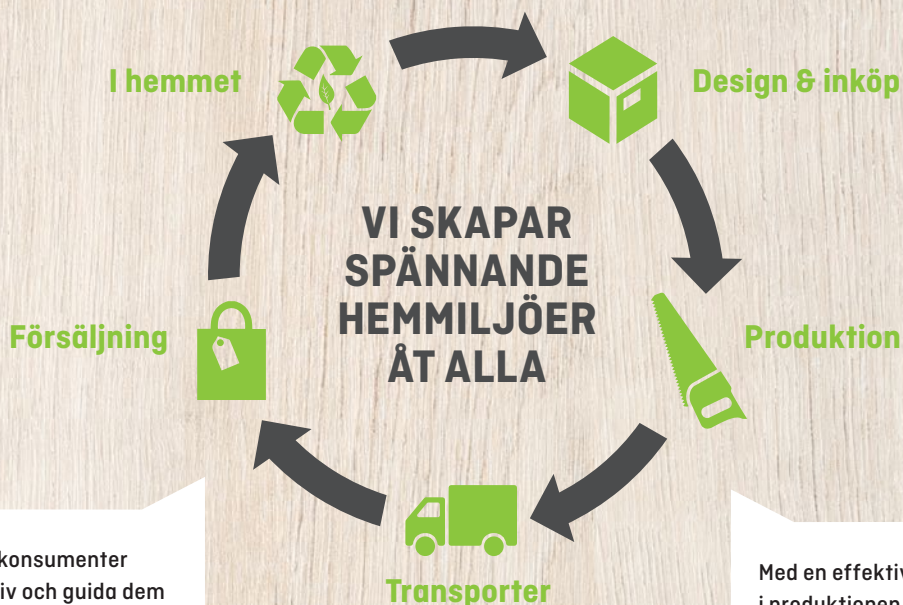 I hemmet
Design & inköp
VI SKAPAR
SPÄNNANDE
HEMMILJÖER
ÅT ALLA
Försäljning
Produktion
Transporter
konsumenter
och guida dem
Med en effektiv
i produktionen